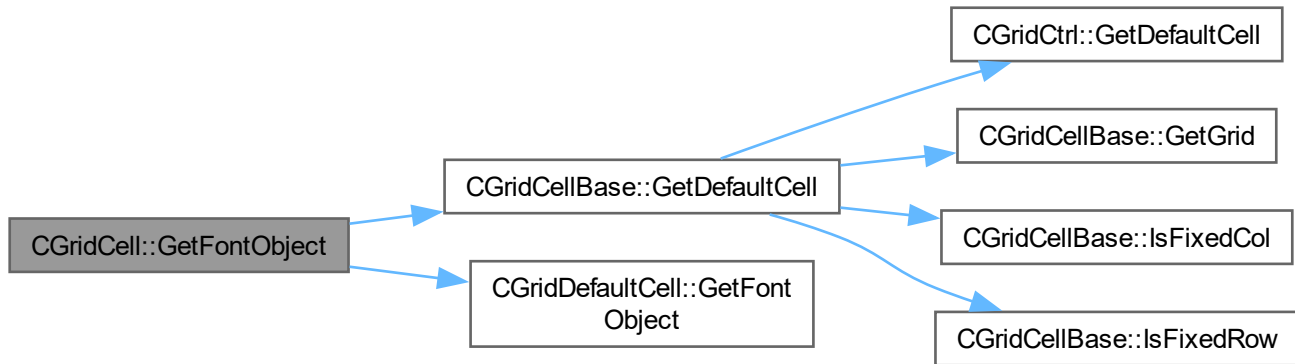 CGridCell::GetFontObject
CGridCellBase::GetDefaultCell
CGridDefaultCell::GetFont
Object
CGridCtrl::GetDefaultCell
CGridCellBase::GetGrid
CGridCellBase::IsFixedCol
CGridCellBase::IsFixedRow